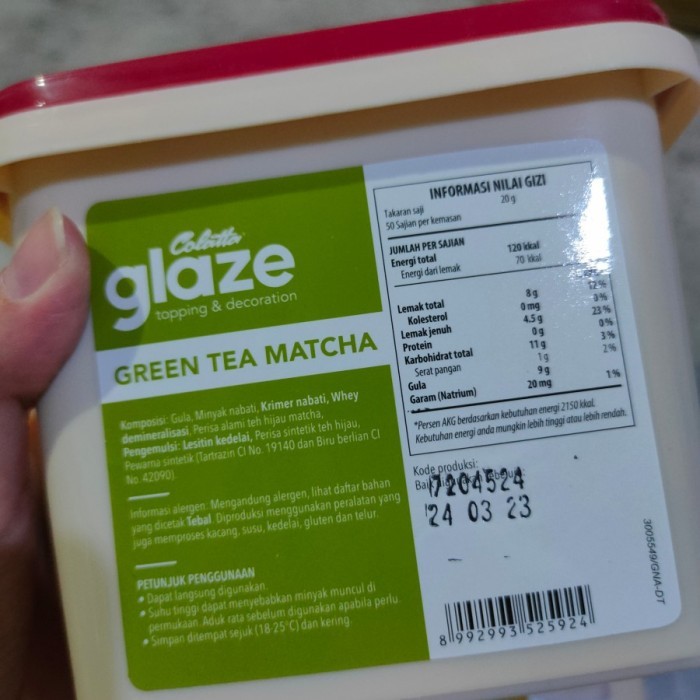 Colatta
glaze
topping & decoration
GREEN TEA MATCHA
Komposisi: Gula, Minyak nabati, Krimer nabati, Whey
demineralisasi, Perisa alami teh hijau matcha,
Pengemulsi: Lesitin kedelai, Perisa sintetik teh hijau,
Pewarna sintetik (Tartrazin CI No. 19140 dan Biru berlian CI
No. 42090).
Informasi alergen: Mengandung alergen, lihat daftar bahan
yang dicetak Tebal. Diproduksi menggunakan peralatan yang
juga memproses kacang, susu, kedelai, gluten dan telur.
PETUNJUK PENGGUNAAN
• Dapat langsung digunakan.
• Suhu tinggi dapat menyebabkan minyak muncul di
permukaan. Aduk rata sebelum digunakan apabila perlu.
• Simpan ditempat sejuk (18-25°C) dan kering.
INFORMASI NILAI GIZI
Takaran saji 20 g
50 Sajian per kemasan
JUMLAH PER SAJIAN
Energi total 120 kkal
Energi dari lemak 70 kkal
Lemak total 8 g 12%
Kolesterol 0 mg 0%
Lemak jenuh 4.5 g 23%
Protein 0 g 0%
Karbohidrat total 11 g 3%
Serat pangan 1 g 2%
Gula 9 g
Garam (Natrium) 20 mg 1%
*Persen AKG berdasarkan kebutuhan energi 2150 kkal.
Kebutuhan energi anda mungkin lebih tinggi atau lebih rendah.
Kode produksi:
Baik digunakan sebelum:
17204524
24 03 23
8 992993 525924
3005549/GNA-DT